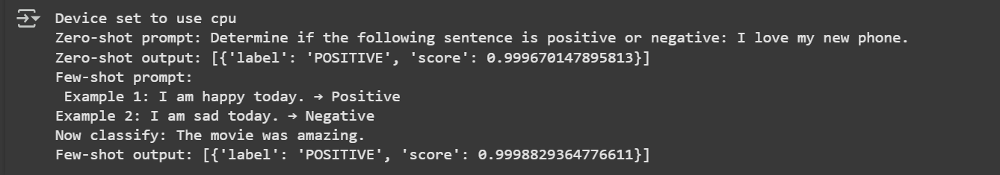 Device set to use cpu
Zero-shot prompt: Determine if the following sentence is positive or negative: I love my new phone.
Zero-shot output: [{'label': 'POSITIVE', 'score': 0.999670147895813}]
Few-shot prompt:
 Example 1: I am happy today. → Positive
Example 2: I am sad today. → Negative
Now classify: The movie was amazing.
Few-shot output: [{'label': 'POSITIVE', 'score': 0.9998829364776611}]